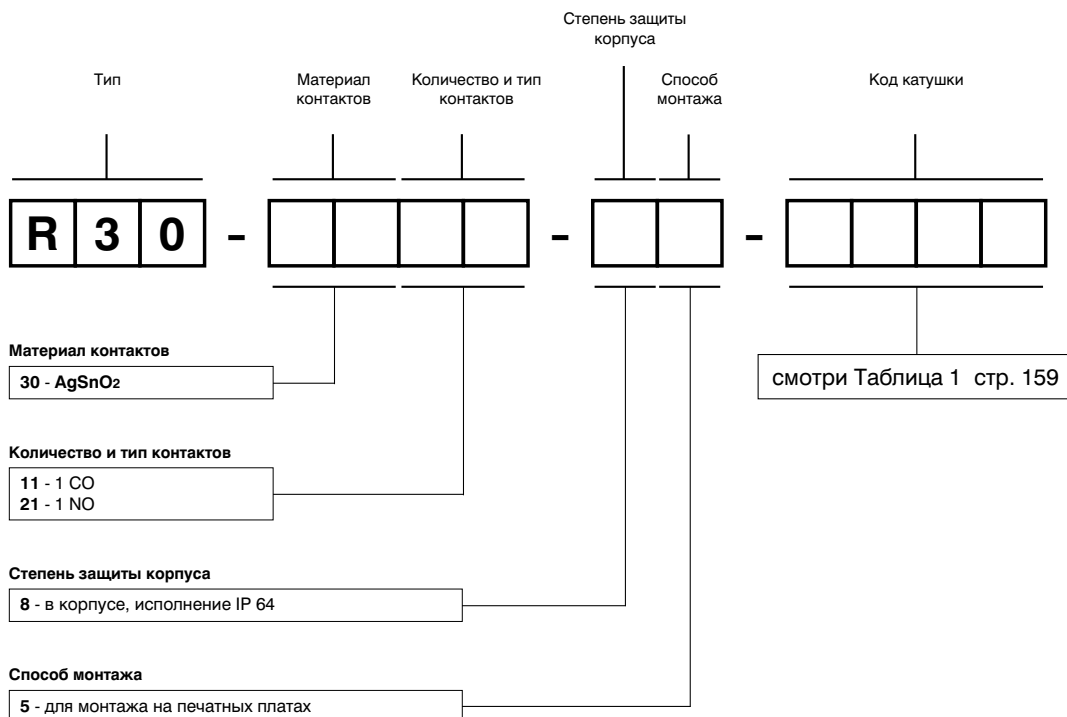 Степень защиты
корпуса
Тип
Материал
контактов
Количество и тип
контактов
Способ
монтажа
Код катушки
R 3 0 - - -
Материал контактов
30 - AgSnO2
смотри Таблица 1 стр. 159
Количество и тип контактов
11 - 1 CO
21 - 1 NO
Степень защиты корпуса
8 - в корпусе, исполнение IP 64
Способ монтажа
5 - для монтажа на печатных платах